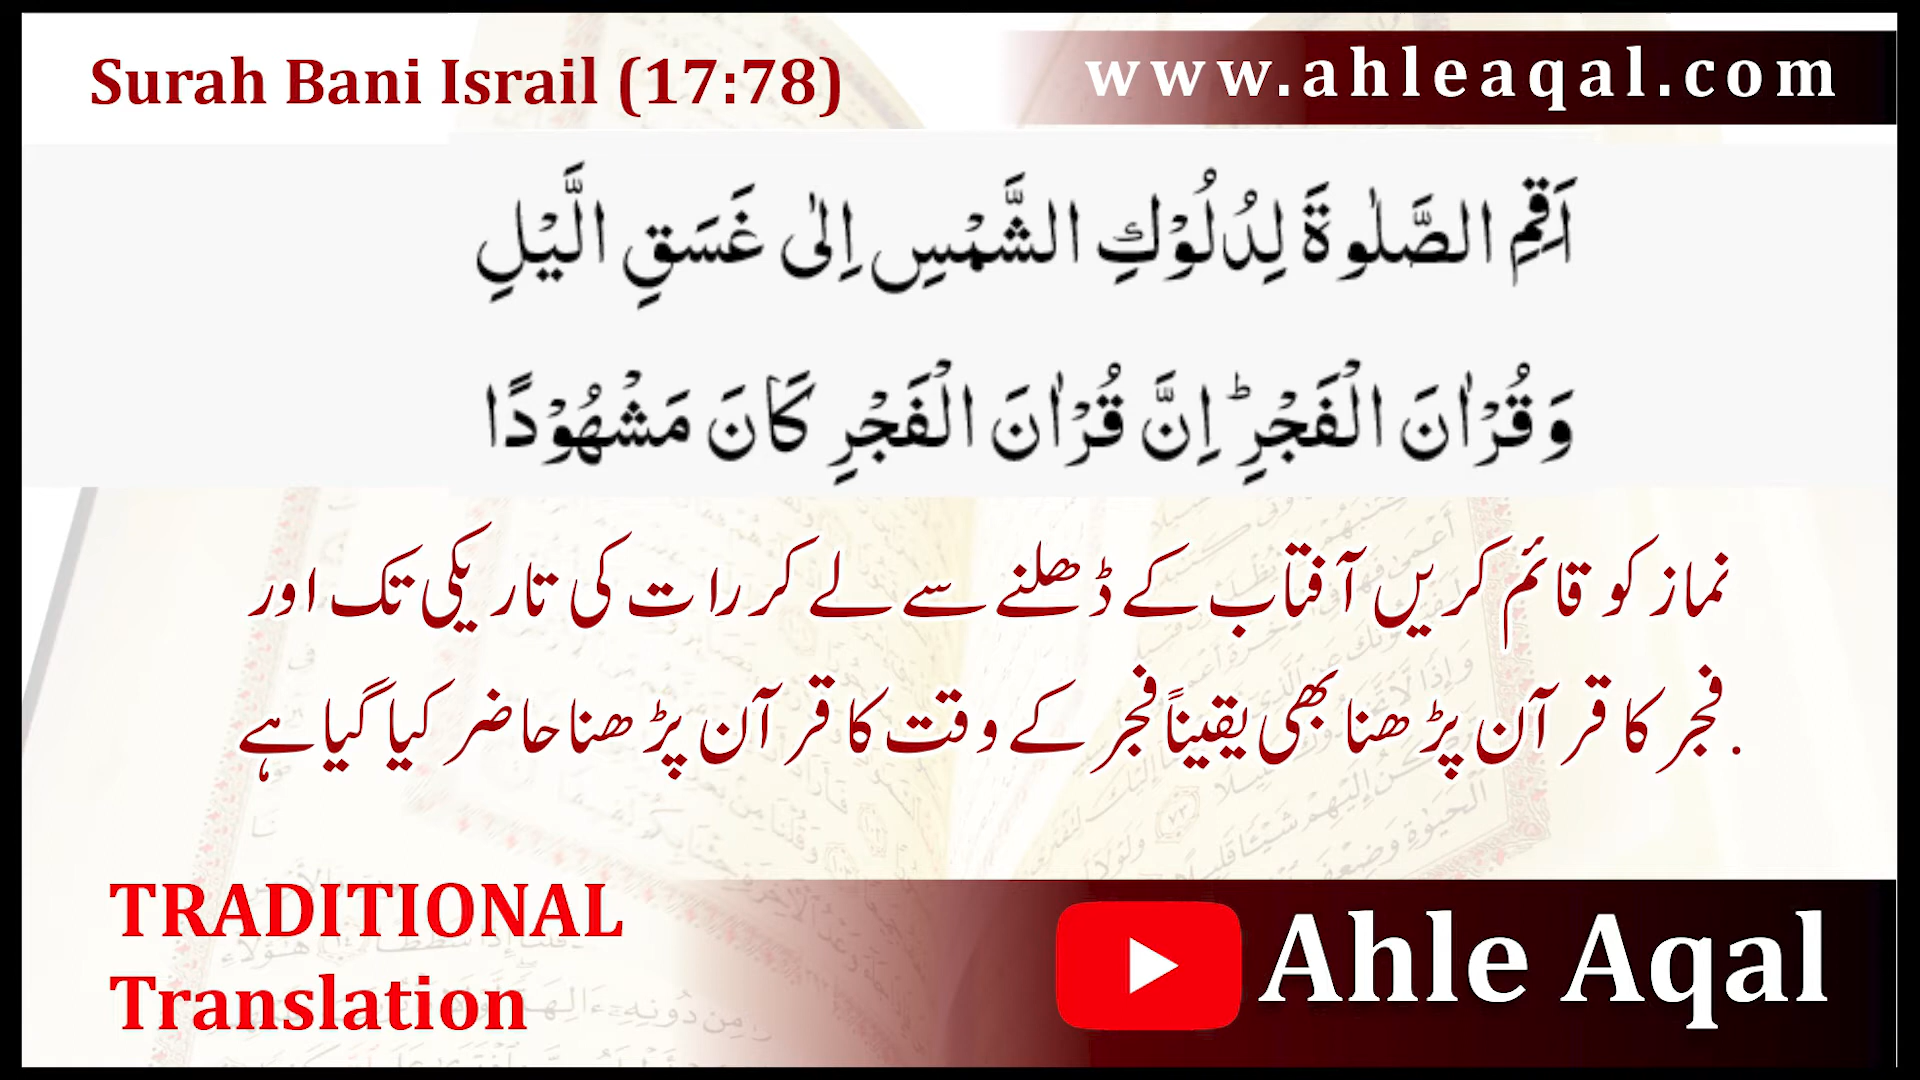 Surah Bani Israil (17:78)
www.ahleaqal.com
اَقِمِ الصَّلٰوةَ لِدُلُوْكِ الشَّمْسِ اِلٰى غَسَقِ الَّيْلِ
وَقُرْاٰنَ الْفَجْرِ ؕ اِنَّ قُرْاٰنَ الْفَجْرِ كَانَ مَشْهُوْدًا
نماز کو قائم کریں آفتاب کے ڈھلنے سے لے کر رات کی تاریکی تک اور
فجر کا قرآن پڑھنا بھی یقیناً فجر کے وقت کا قرآن پڑھنا حاضر کیا گیا ہے.
TRADITIONAL
Translation
Ahle Aqal